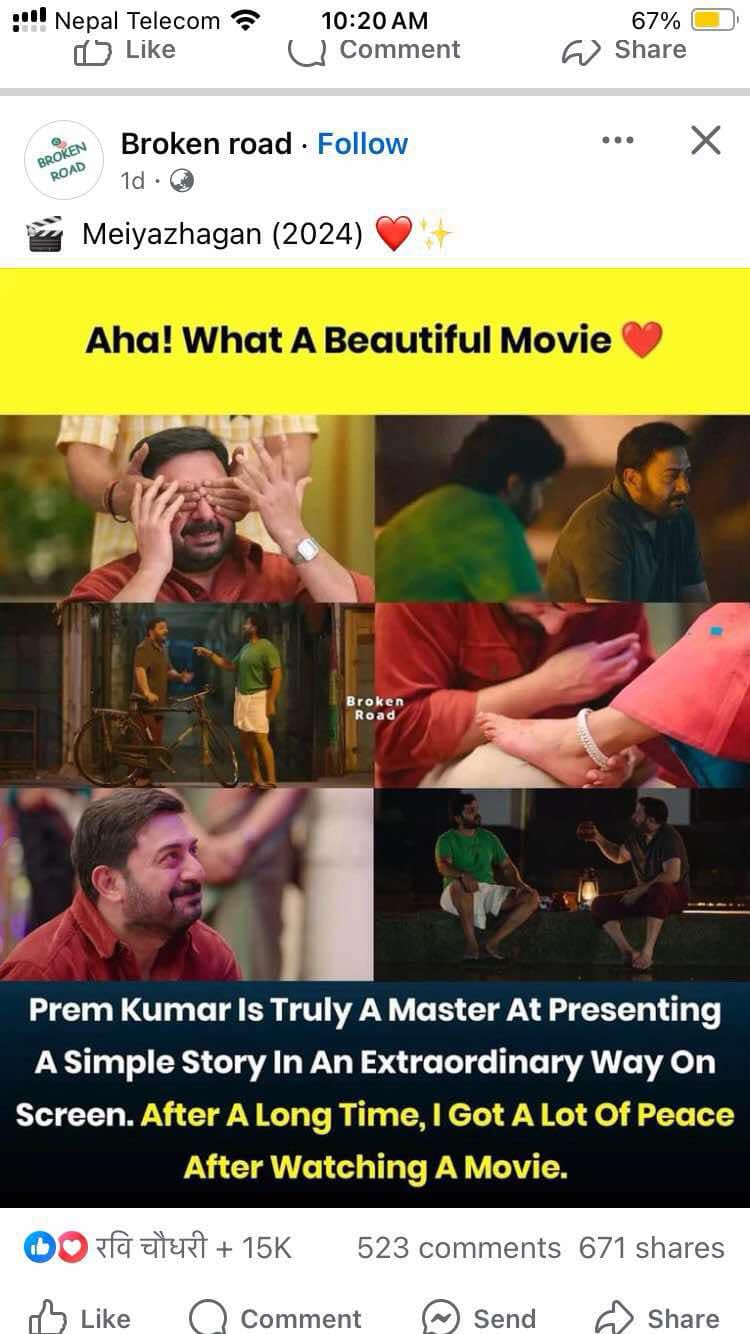 Nepal Telecom 10:20 AM 67%
Like Comment Share
BROKEN
ROAD
Broken road · Follow
1d ·
Meiyazhagan (2024) ❤️✨
Aha! What A Beautiful Movie ❤️
Broken
Road
Prem Kumar Is Truly A Master At Presenting
A Simple Story In An Extraordinary Way On
Screen. After A Long Time, I Got A Lot Of Peace
After Watching A Movie.
रवि चौधरी + 15K 523 comments 671 shares
Like Comment Send Share